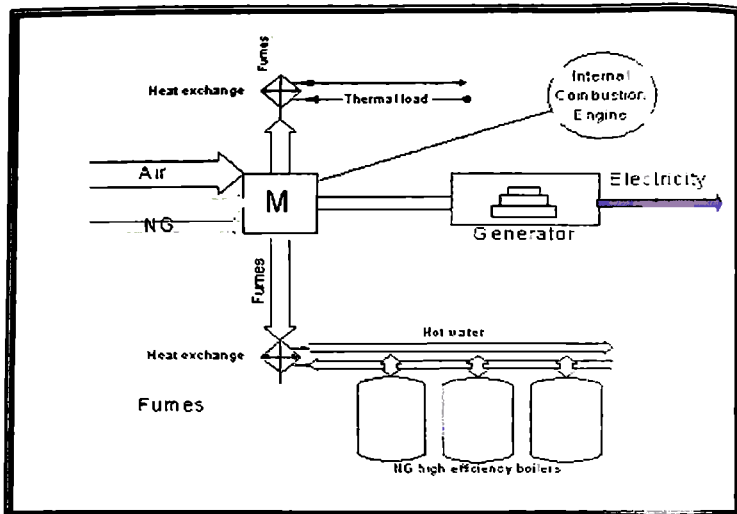 Fumes
Heat exchange
Thermal load
Internal
Combustion
Engine
Air
M
Electricity
NG
Generator
Fumes
Hot water
Heat exchange
Fumes
NG high efficiency boilers